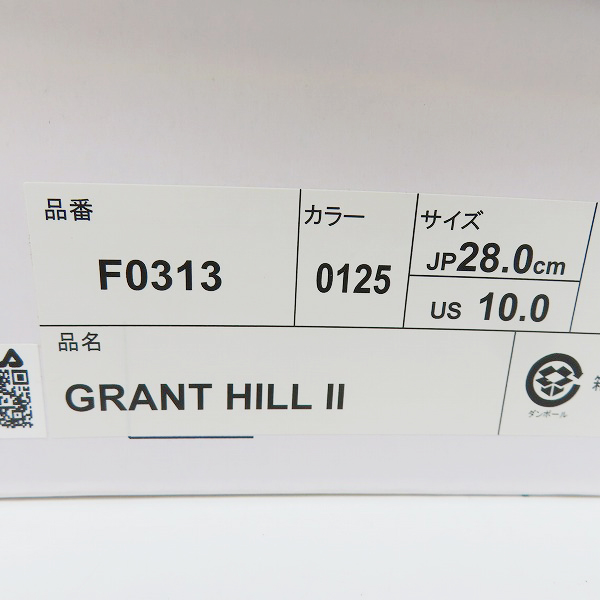 品番
F0313
カラー
0125
サイズ
JP28.0cm
US 10.0
品名
GRANT HILL II
ダンボール